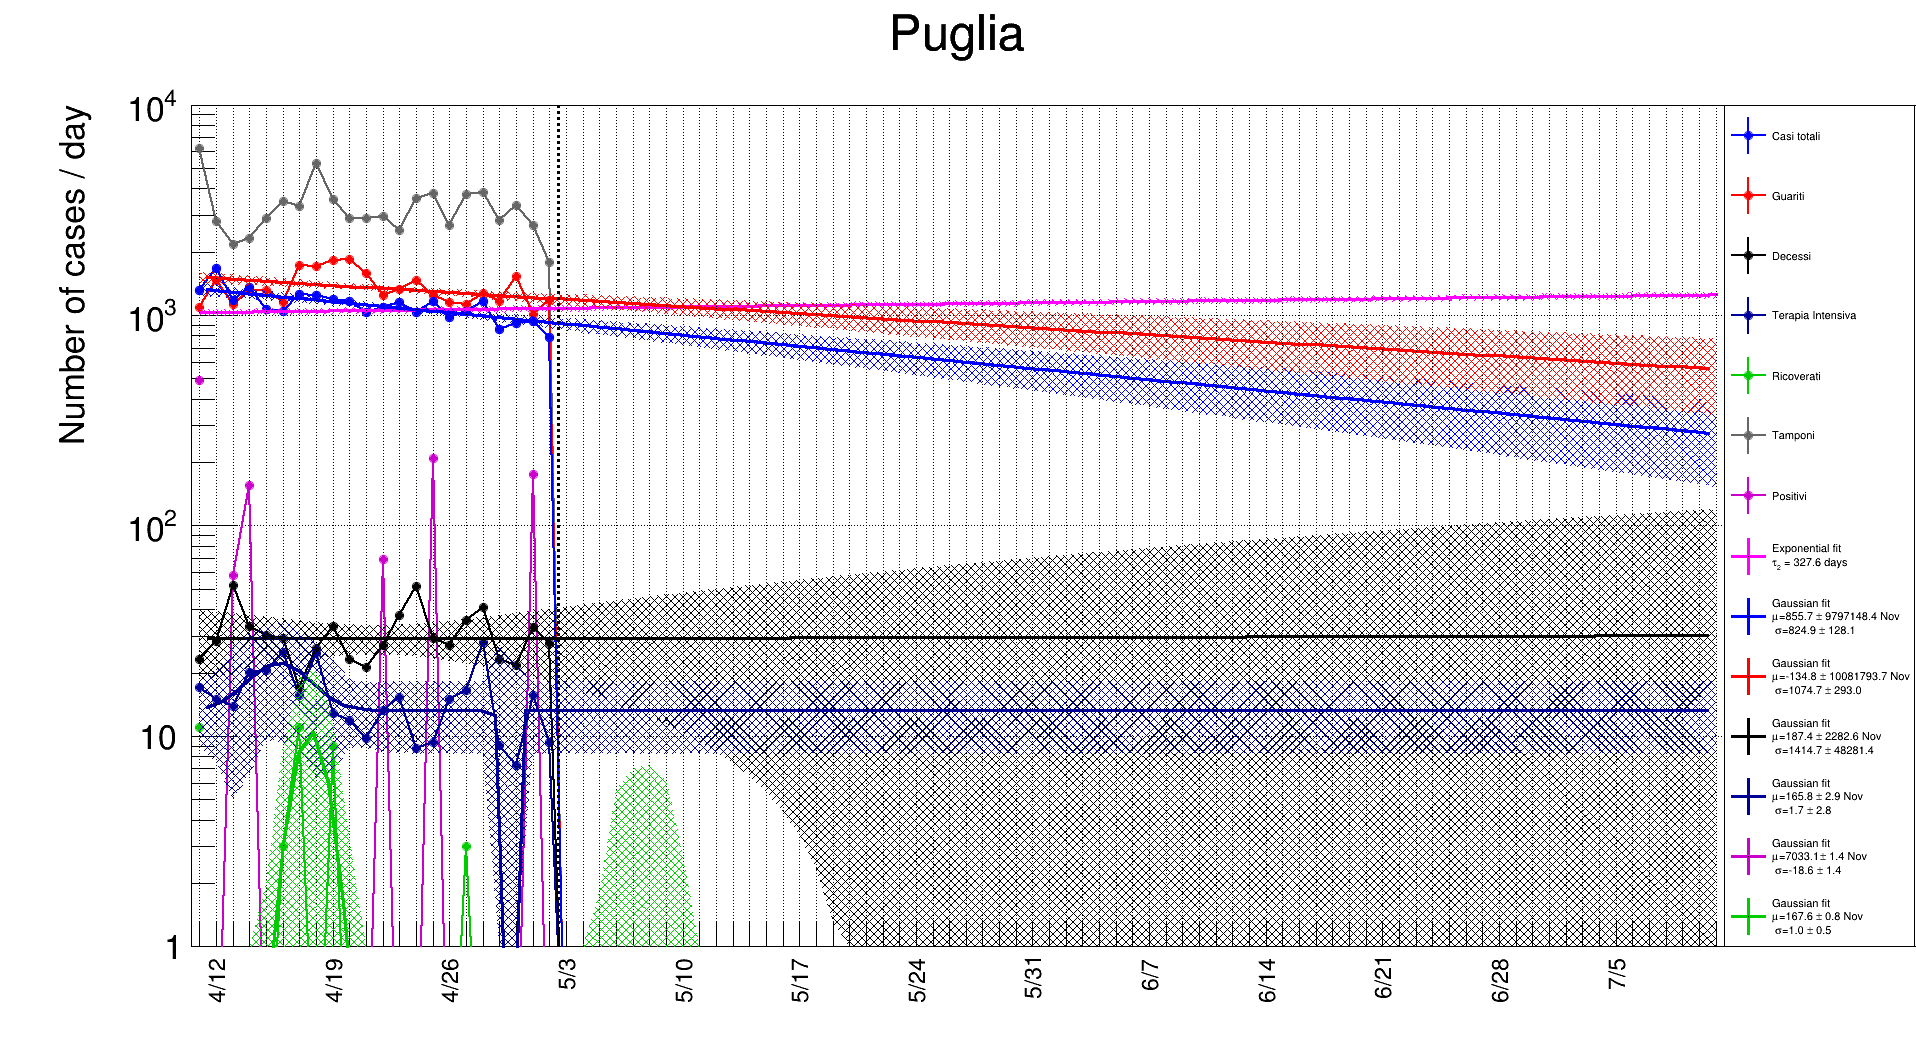 Puglia
Number of cases / day
10^4
10^3
10^2
10
1
4/12
4/19
4/26
5/3
5/10
5/17
5/24
5/31
6/7
6/14
6/21
6/28
7/5
Casi totali
Guariti
Decessi
Terapia Intensiva
Ricoverati
Tamponi
Positivi
Exponential fit
τ₂ = 327.6 days
Gaussian fit
μ=855.7 ± 9797148.4 Nov
σ=824.9 ± 128.1
Gaussian fit
μ=-134.8 ± 10081793.7 Nov
σ=1074.7 ± 293.0
Gaussian fit
μ=187.4 ± 2282.6 Nov
σ=1414.7 ± 48281.4
Gaussian fit
μ=165.8 ± 2.9 Nov
σ=1.7 ± 2.8
Gaussian fit
μ=7033.1 ± 1.4 Nov
σ=-18.6 ± 1.4
Gaussian fit
μ=167.6 ± 0.8 Nov
σ=1.0 ± 0.5